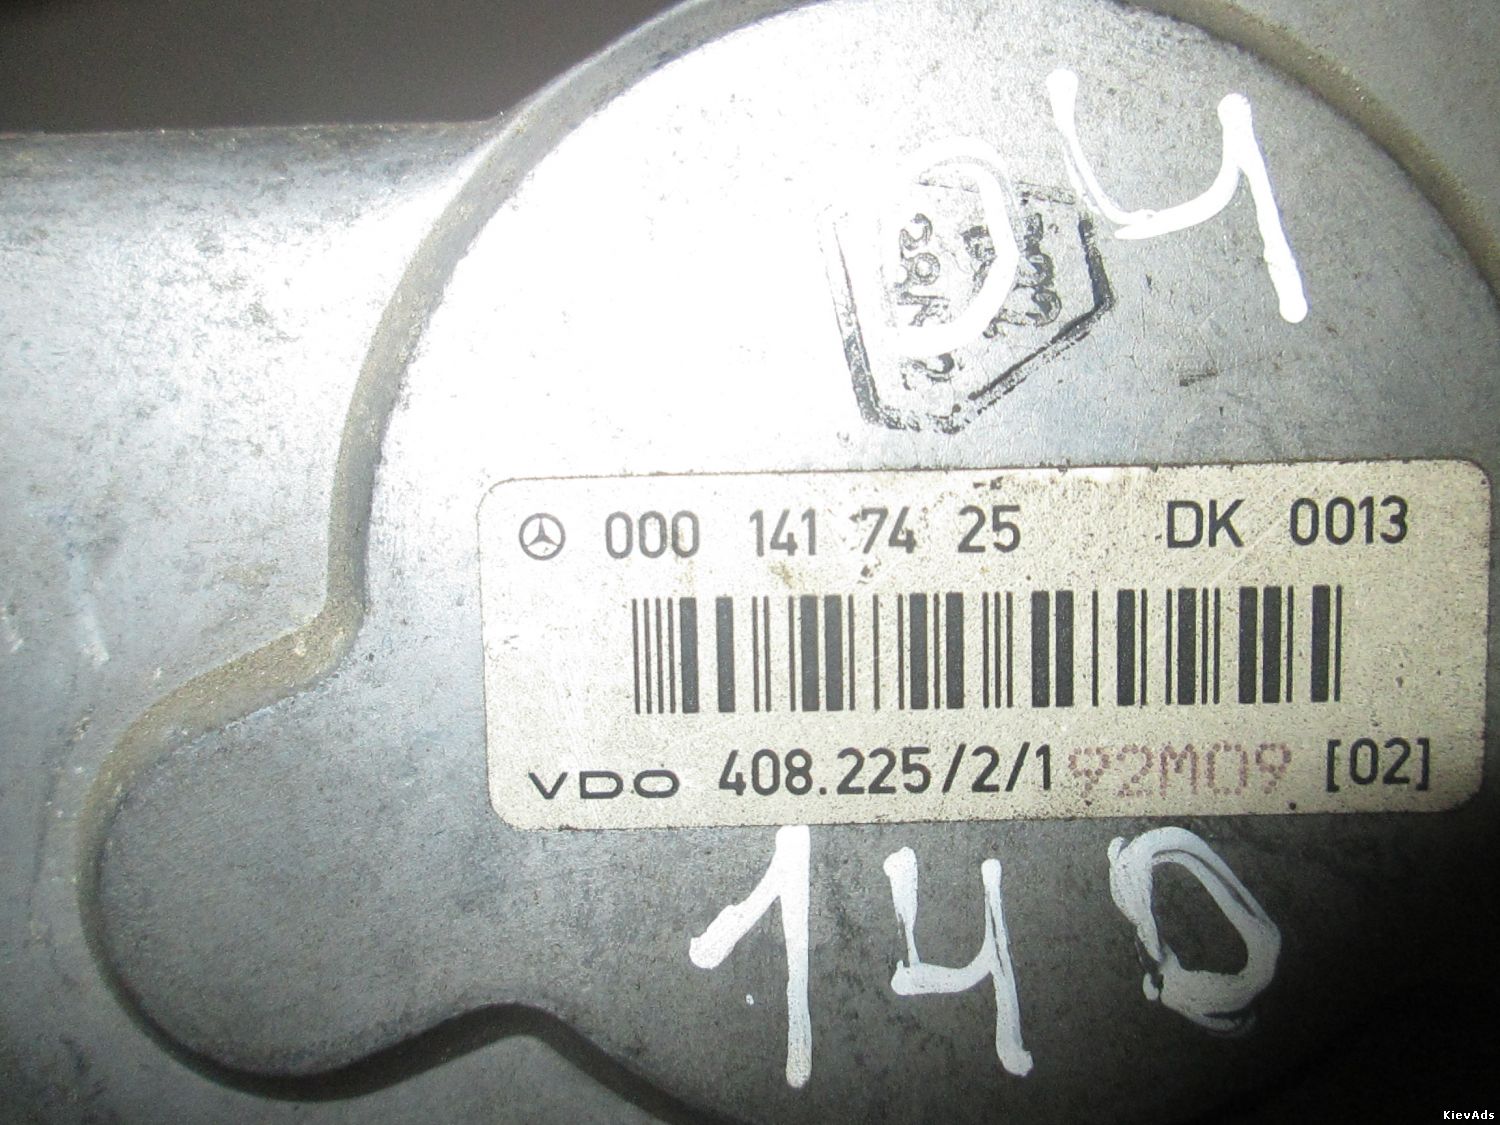 D4
000 141 74 25 DK 0013
VDO 408.225/2/1 92M09 [02]
140
KievAds